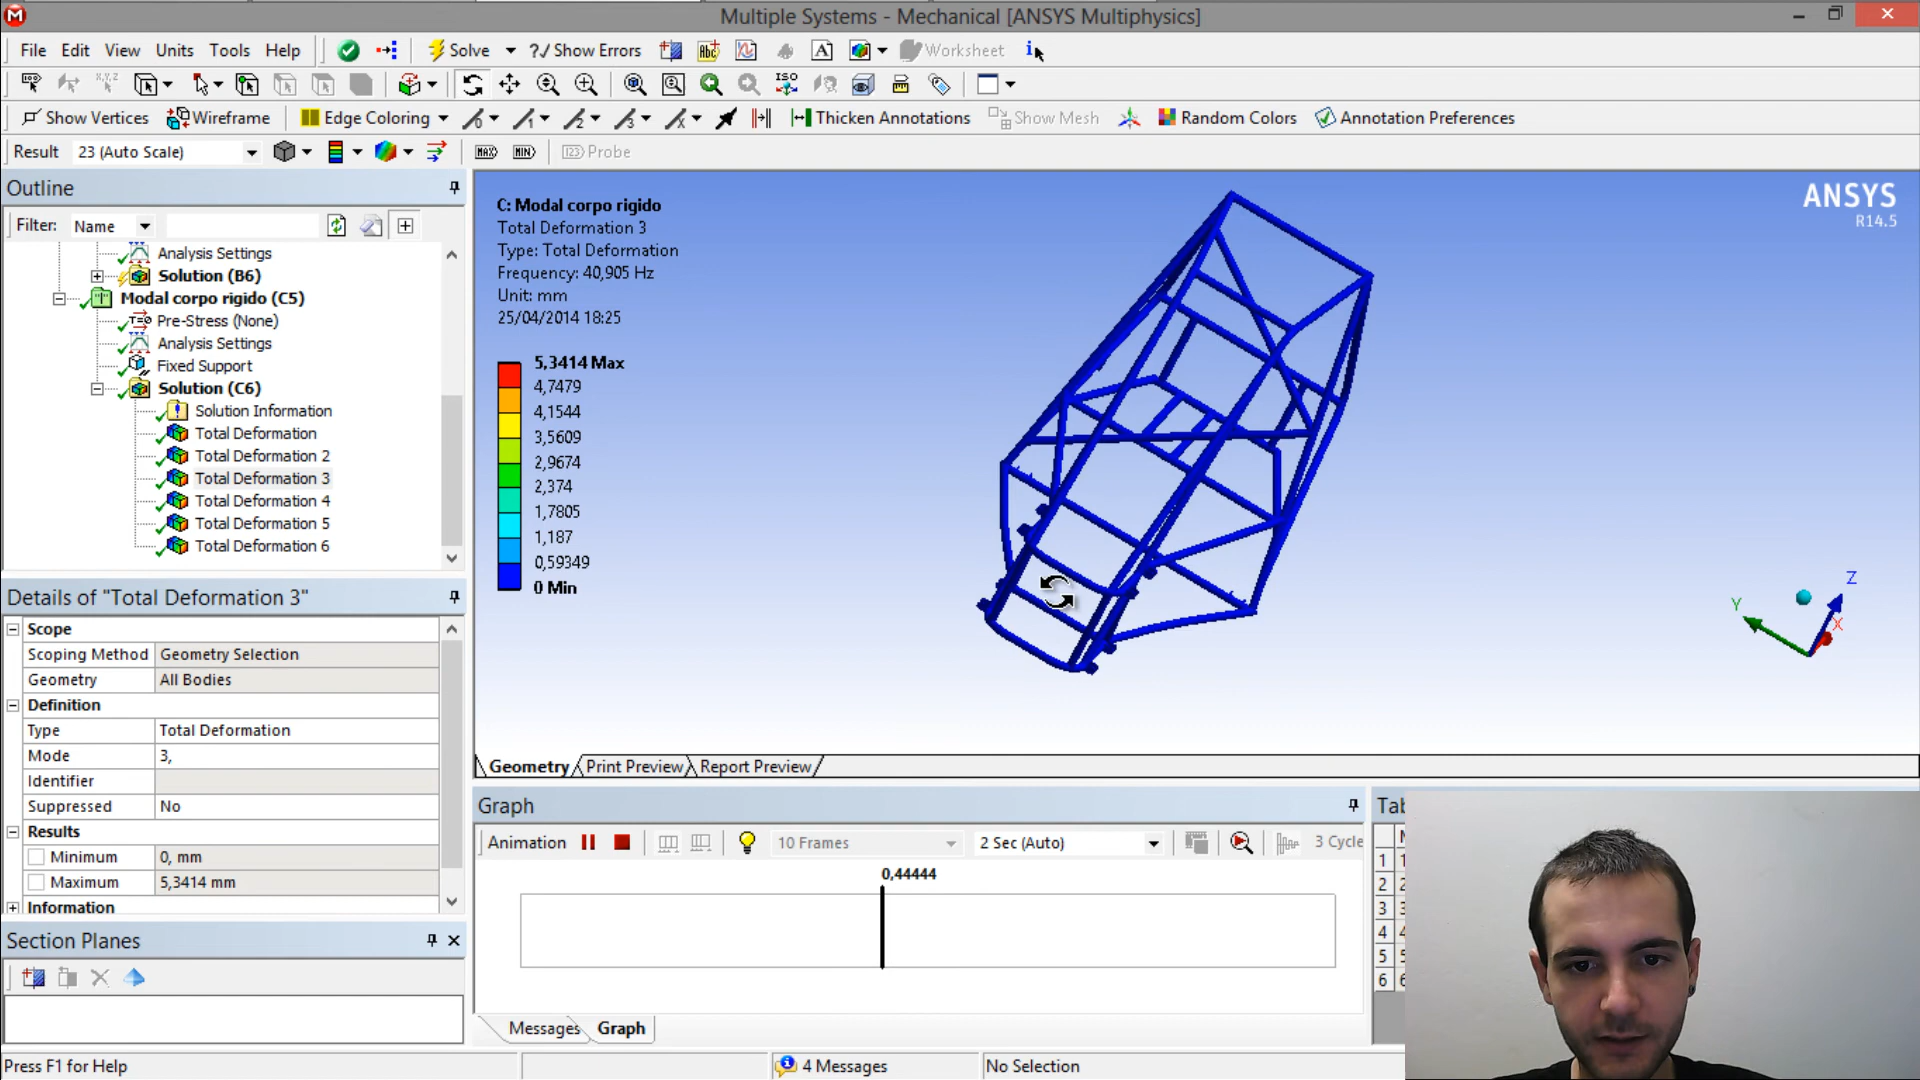 Multiple Systems - Mechanical [ANSYS Multiphysics]
File Edit View Units Tools Help Solve ?/ Show Errors Worksheet
ISO
Show Vertices Wireframe Edge Coloring Thicken Annotations Show Mesh Random Colors Annotation Preferences
Result 23 (Auto Scale) MAX MIN Probe
Outline
Filter: Name
Analysis Settings
Solution (B6)
Modal corpo rigido (C5)
Pre-Stress (None)
Analysis Settings
Fixed Support
Solution (C6)
Solution Information
Total Deformation
Total Deformation 2
Total Deformation 3
Total Deformation 4
Total Deformation 5
Total Deformation 6
Details of "Total Deformation 3"
Scope
Scoping Method Geometry Selection
Geometry All Bodies
Definition
Type Total Deformation
Mode 3,
Identifier
Suppressed No
Results
Minimum 0, mm
Maximum 5,3414 mm
Information
Section Planes
C: Modal corpo rigido
Total Deformation 3
Type: Total Deformation
Frequency: 40,905 Hz
Unit: mm
25/04/2014 18:25
5,3414 Max
4,7479
4,1544
3,5609
2,9674
2,374
1,7805
1,187
0,59349
0 Min
ANSYS
R14.5
Z
Y
X
Geometry Print Preview Report Preview
Graph
Animation 10 Frames 2 Sec (Auto) 3 Cycle
0,44444
Messages Graph
1
2
3
4
5
6
Press F1 for Help 4 Messages No Selection